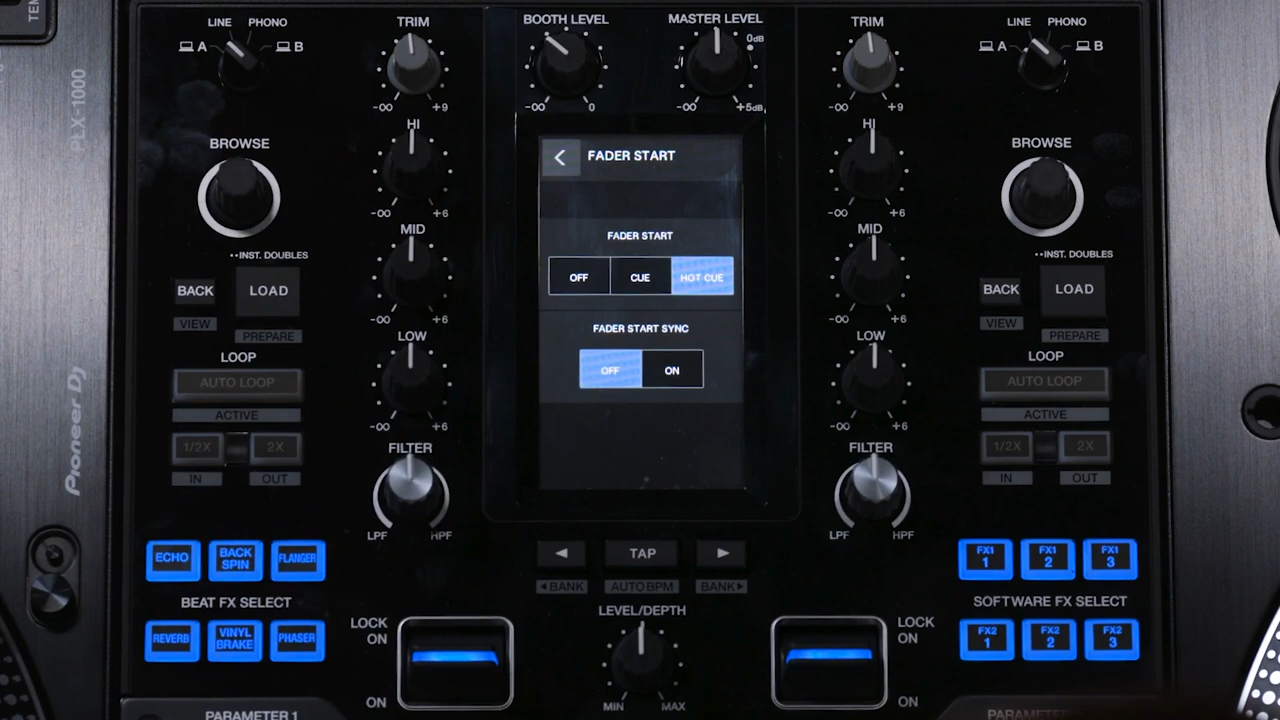 TEM
PLX-1000
Pioneer Dj
LINE PHONO
A B
TRIM
-∞ +9
BOOTH LEVEL
-∞ 0
MASTER LEVEL
0dB
-∞ +5dB
TRIM
-∞ +9
LINE PHONO
A B
BROWSE
HI
-∞ +6
FADER START
HI
-∞ +6
BROWSE
MID
-∞ +6
FADER START
OFF CUE HOT CUE
MID
-∞ +6
INST. DOUBLES
BACK LOAD
VIEW PREPARE
INST. DOUBLES
BACK LOAD
VIEW PREPARE
FADER START SYNC
OFF ON
LOOP
AUTO LOOP
ACTIVE
1/2X 2X
IN OUT
LOW
-∞ +6
LOW
-∞ +6
LOOP
AUTO LOOP
ACTIVE
1/2X 2X
IN OUT
FILTER
LPF HPF
FILTER
LPF HPF
ECHO BACK SPIN FLANGER
BEAT FX SELECT
REVERB VINYL BRAKE PHASER
◀ TAP ▶
◀BANK AUTO BPM BANK▶
LEVEL/DEPTH
MIN MAX
LOCK
ON
ON
LOCK
ON
ON
FX1 1 FX1 2 FX1 3
SOFTWARE FX SELECT
FX2 1 FX2 2 FX2 3
PARAMETER 1
PARAMETER